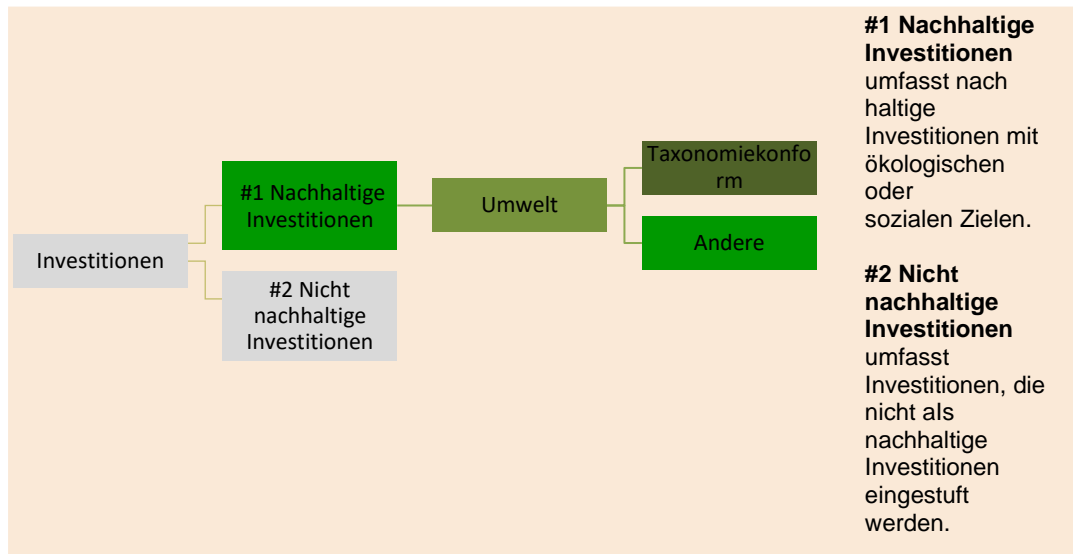 Investitionen
#1 Nachhaltige
Investitionen
#2 Nicht
nachhaltige
Investitionen
Umwelt
Taxonomiekonfo
rm
Andere
#1 Nachhaltige
Investitionen
umfasst nach
haltige
Investitionen mit
ökologischen
oder
sozialen Zielen.
#2 Nicht
nachhaltige
Investitionen
umfasst
Investitionen, die
nicht als
nachhaltige
Investitionen
eingestuft
werden.